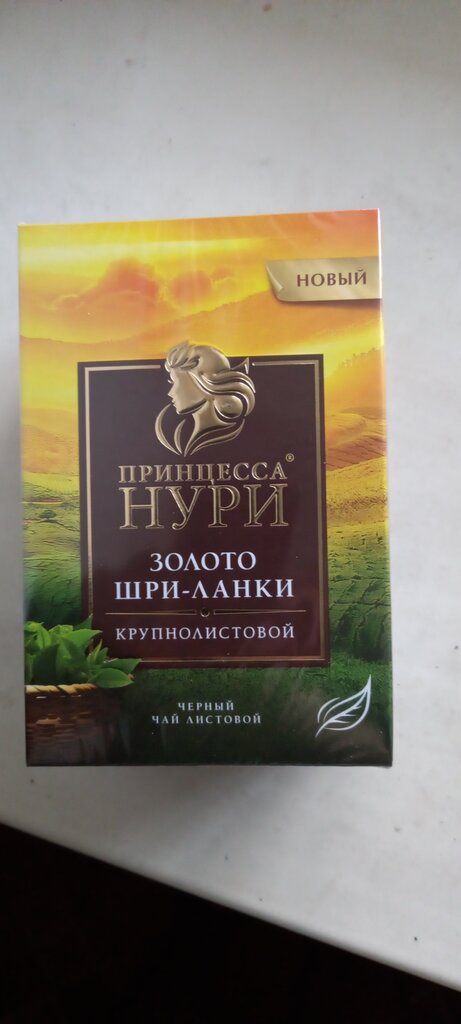 НОВЫЙ
ПРИНЦЕССА®
НУРИ
ЗОЛОТО
ШРИ-ЛАНКИ
КРУПНОЛИСТОВОЙ
ЧЕРНЫЙ
ЧАЙ ЛИСТОВОЙ